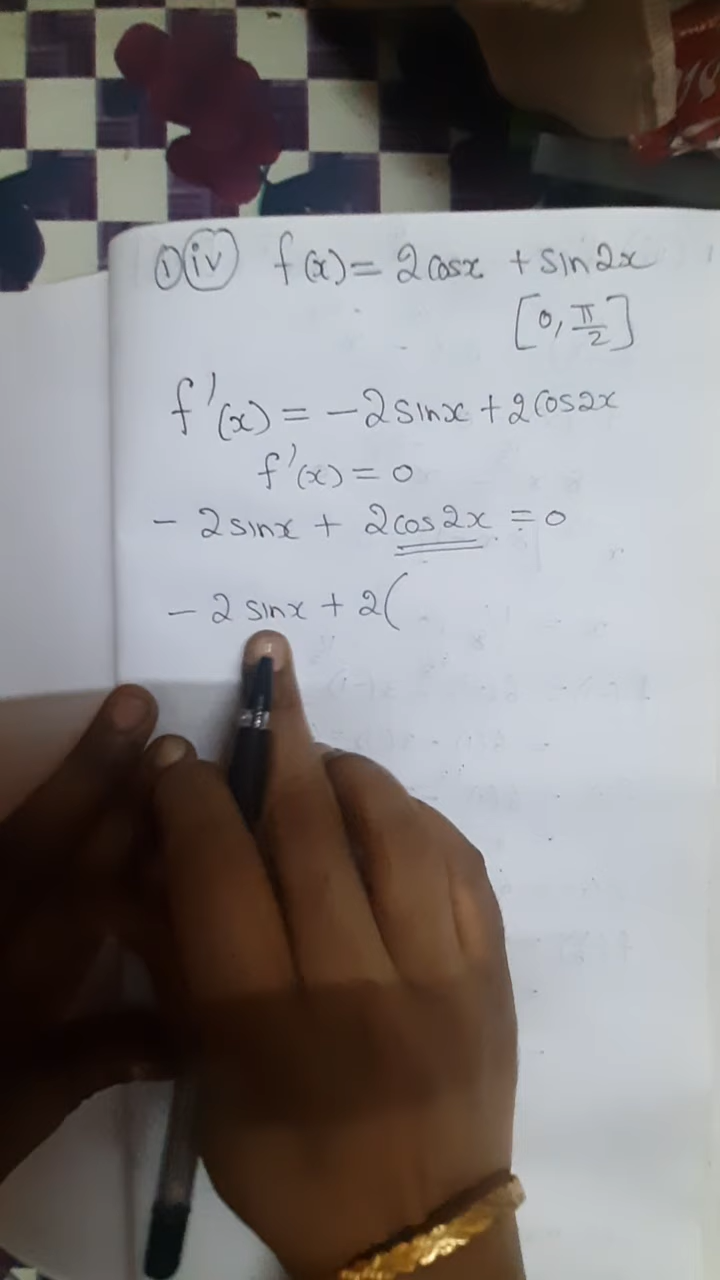 ① ⓘⓥ f(x) = 2cosx + sin2x
[0, π/2]
f'(x) = -2sinx + 2cos2x
f'(x) = 0
- 2sinx + 2cos2x = 0
- 2sinx + 2(